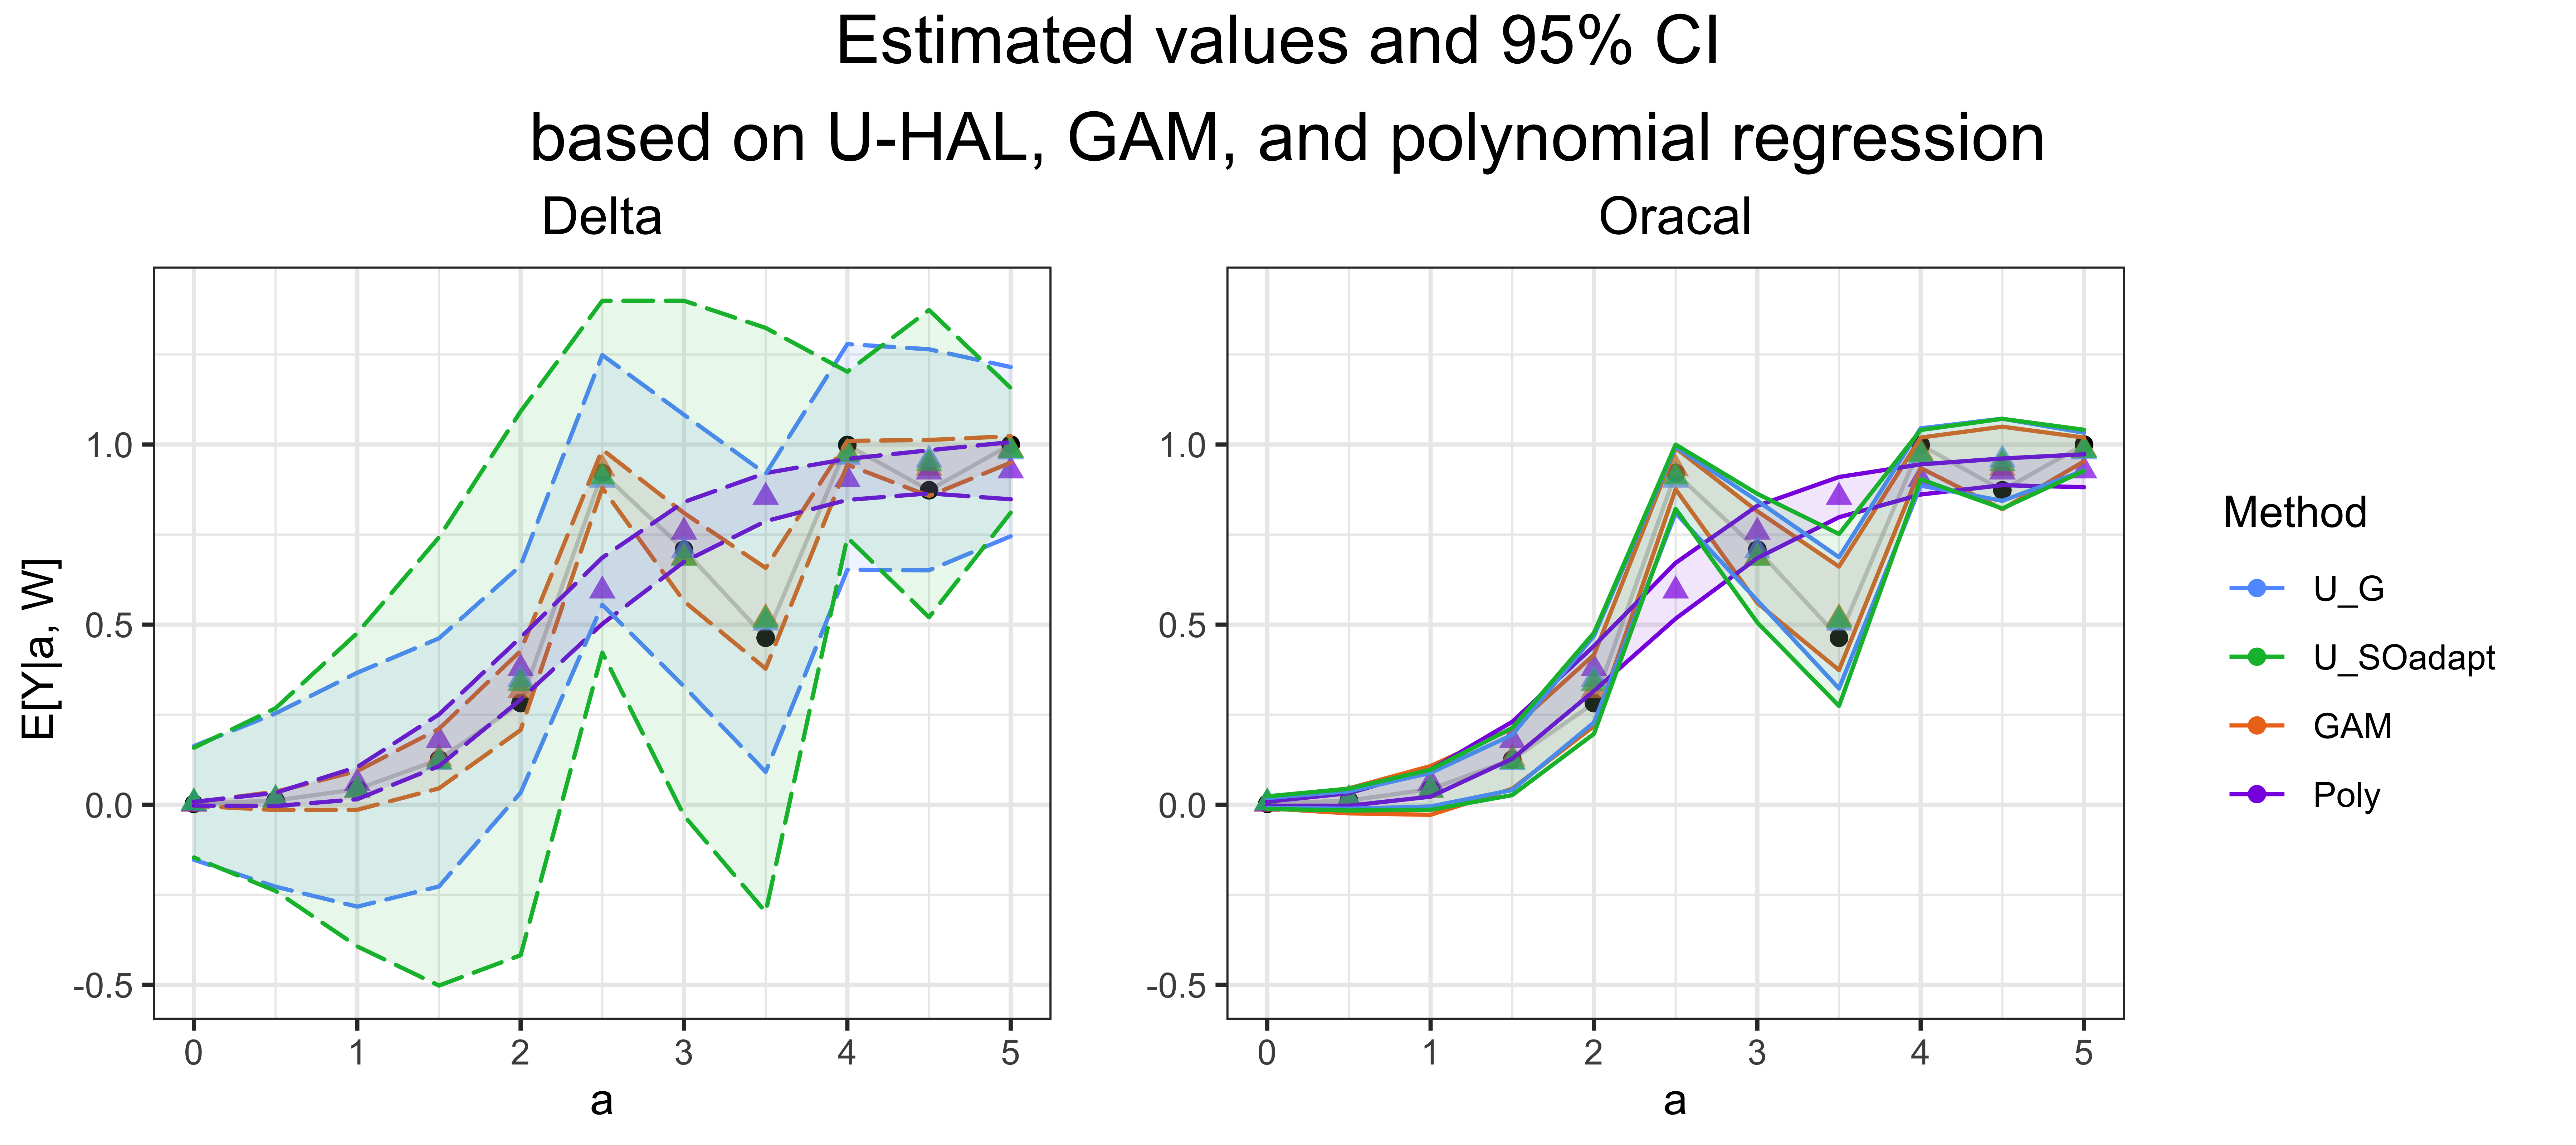 Estimated values and 95% CI
based on U-HAL, GAM, and polynomial regression
Delta
Oracal
E[Y|a, W]
1.0
0.5
0.0
-0.5
0 1 2 3 4 5
a
1.0
0.5
0.0
-0.5
0 1 2 3 4 5
a
Method
U_G
U_SOadapt
GAM
Poly